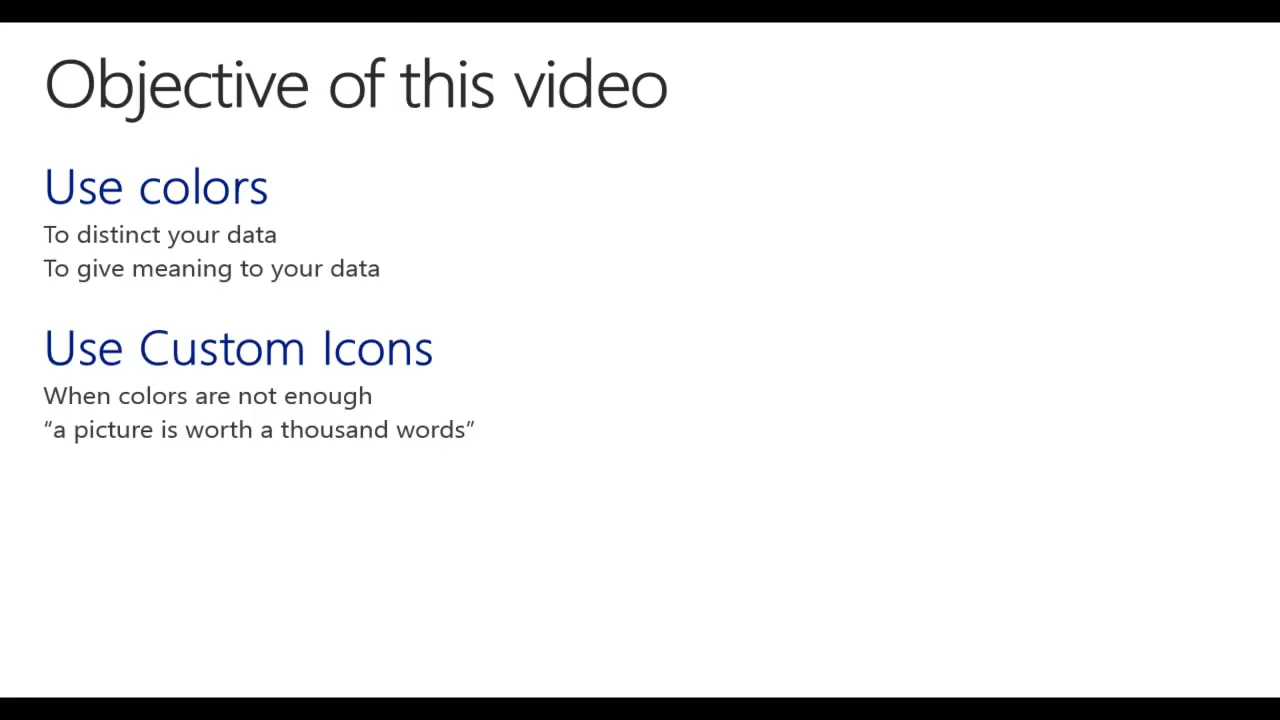 Objective of this video
Use colors
To distinct your data
To give meaning to your data
Use Custom Icons
When colors are not enough
“a picture is worth a thousand words”